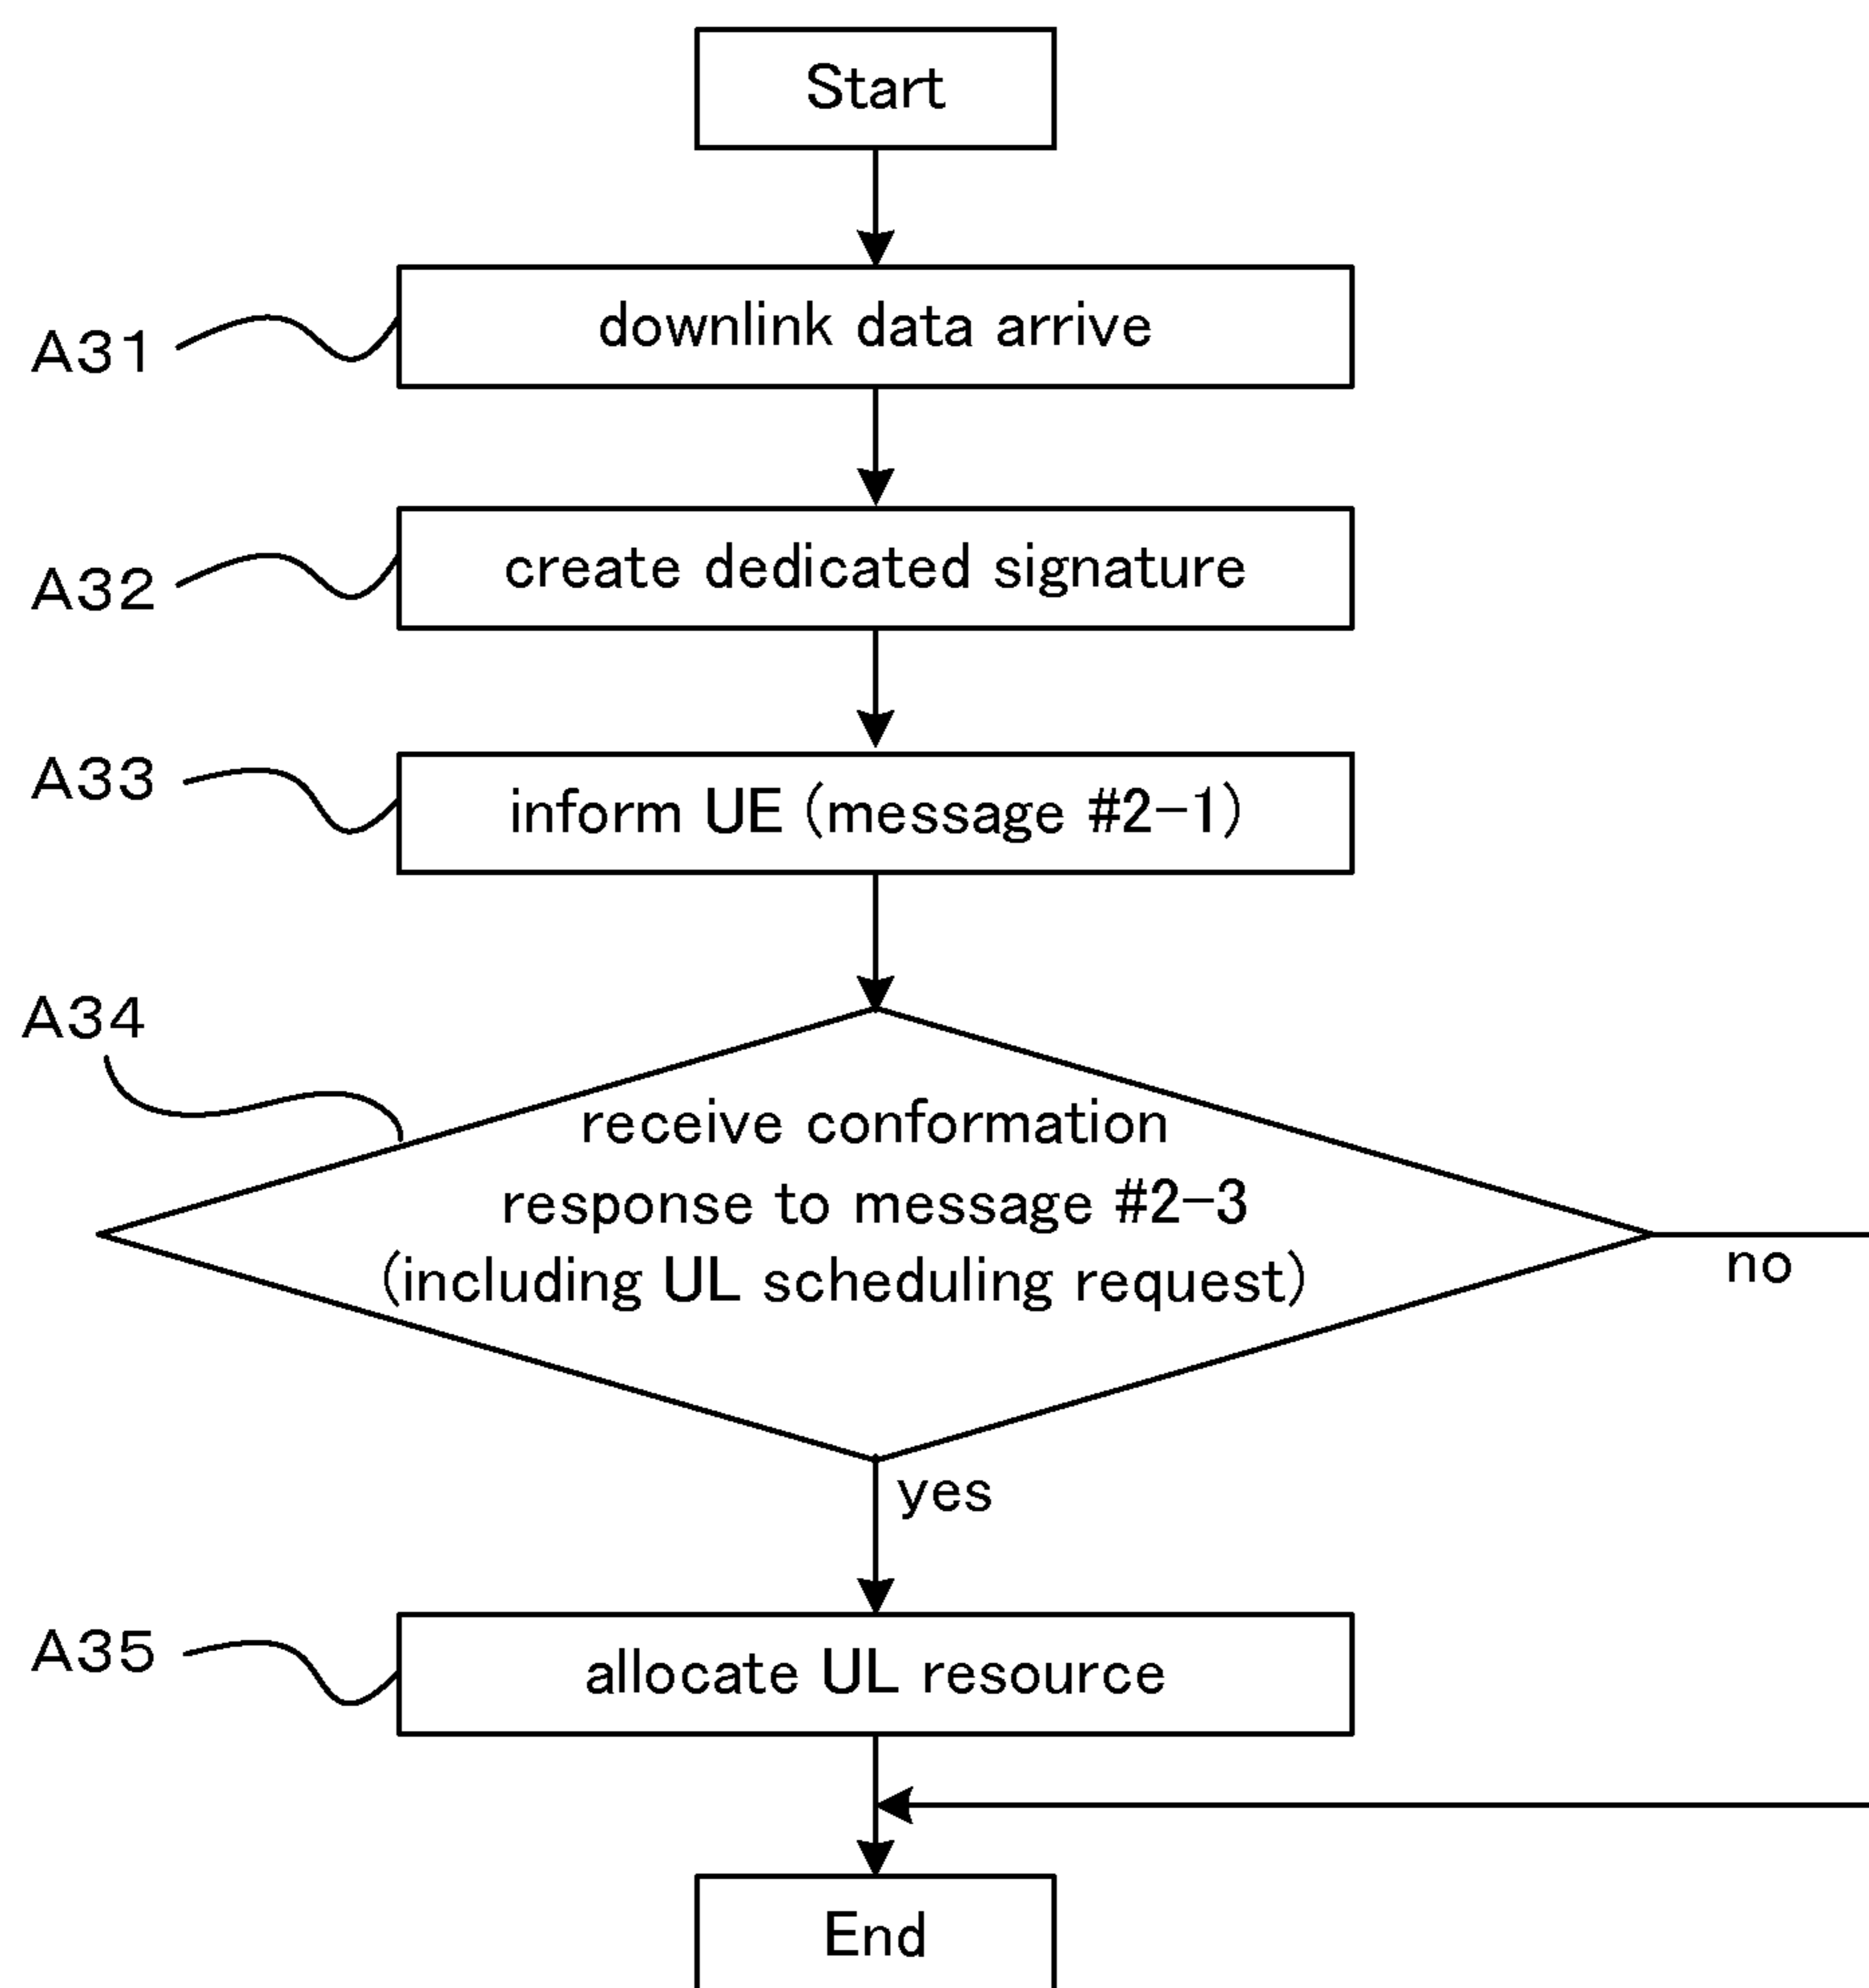 Start
A31
downlink data arrive
A32
create dedicated signature
A33
inform UE (message #2-1)
A34
receive conformation
response to message #2-3
(including UL scheduling request)
no
yes
A35
allocate UL resource
End